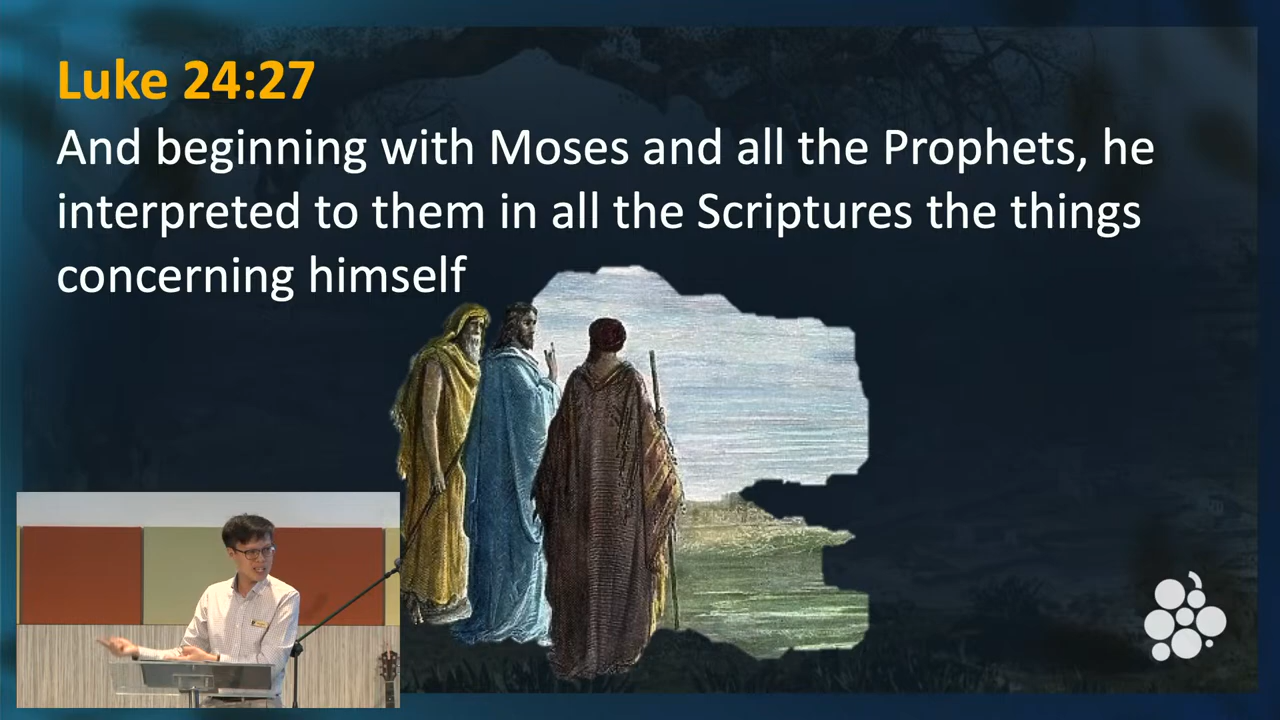 Luke 24:27
And beginning with Moses and all the Prophets, he
interpreted to them in all the Scriptures the things
concerning himself